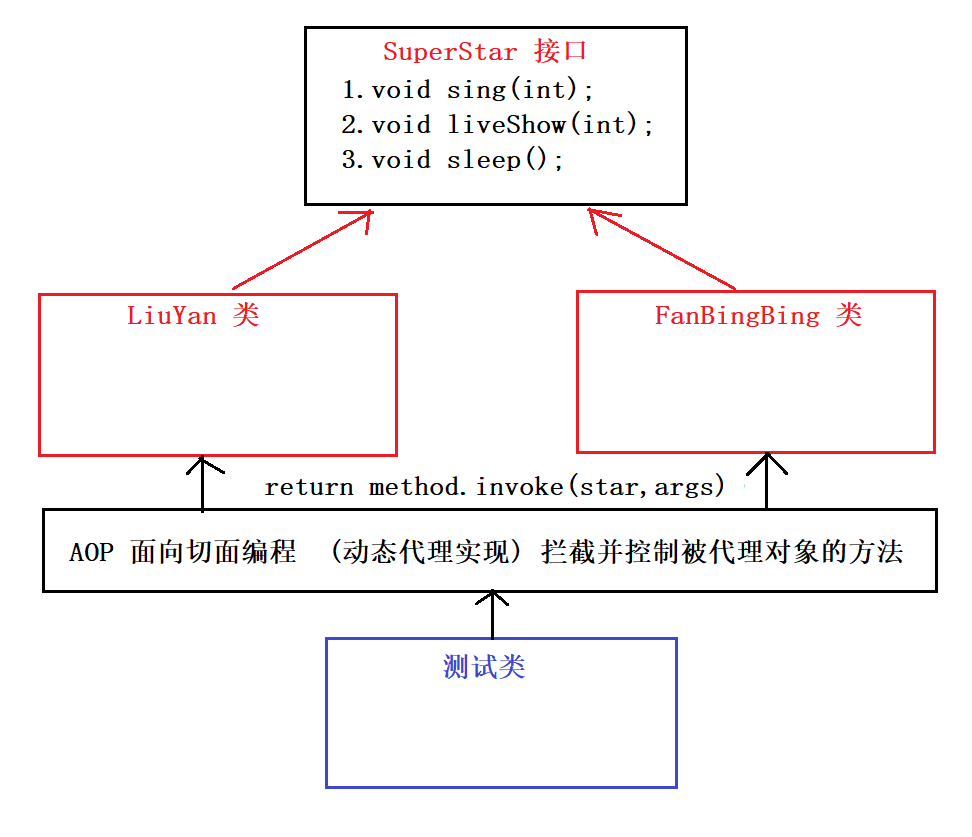 SuperStar 接口
1.void sing(int);
2.void liveShow(int);
3.void sleep();
LiuYan 类
FanBingBing 类
return method.invoke(star,args)
AOP 面向切面编程 (动态代理实现) 拦截并控制被代理对象的方法
测试类